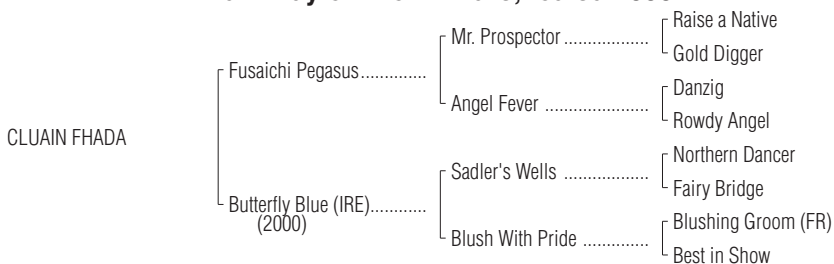 Raise a Native
Mr. Prospector ..................
Gold Digger
Fusaichi Pegasus..............
Danzig
Angel Fever ......................
Rowdy Angel
CLUAIN FHADA
Northern Dancer
Sadler's Wells ..................
Fairy Bridge
Butterfly Blue (IRE)............
(2000)
Blushing Groom (FR)
Blush With Pride ..............
Best in Show